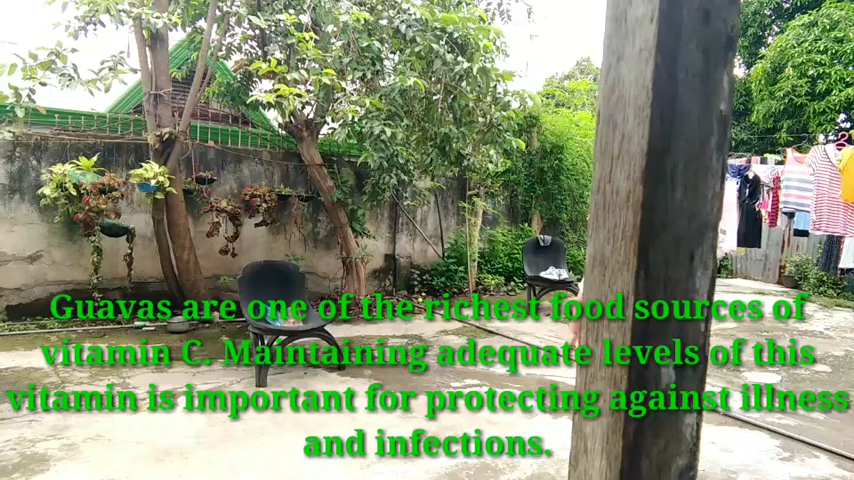 Guavas are one of the richest food sources of
vitamin C. Maintaining adequate levels of this
vitamin is important for protecting against illness
and infections.